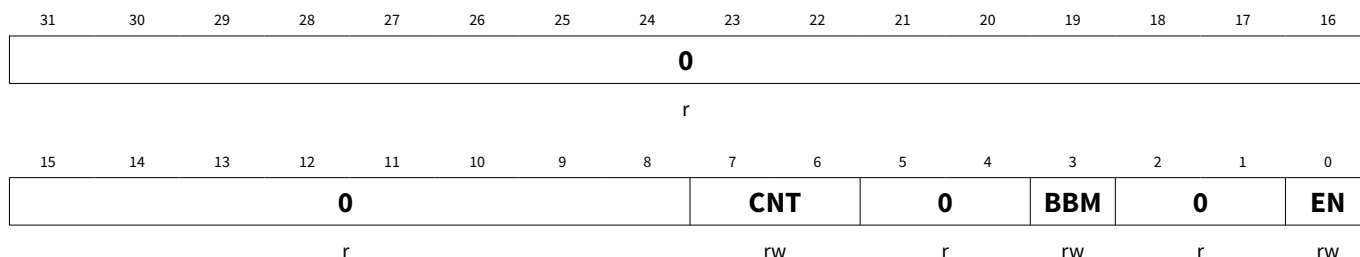 31 30 29 28 27 26 25 24 23 22 21 20 19 18 17 16
0
r
15 14 13 12 11 10 9 8 7 6 5 4 3 2 1 0
0 CNT 0 BBM 0 EN
r rw r rw r rw